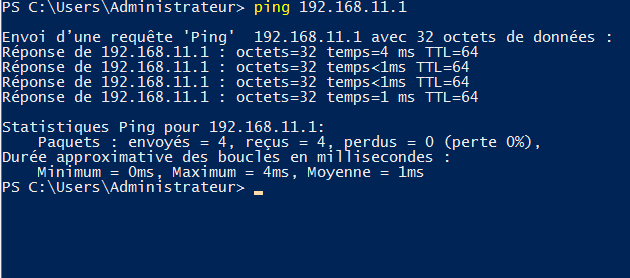 PS C:\Users\Administrateur> ping 192.168.11.1
Envoi d'une requête 'Ping'  192.168.11.1 avec 32 octets de données :
Réponse de 192.168.11.1 : octets=32 temps=4 ms TTL=64
Réponse de 192.168.11.1 : octets=32 temps<1ms TTL=64
Réponse de 192.168.11.1 : octets=32 temps<1ms TTL=64
Réponse de 192.168.11.1 : octets=32 temps=1 ms TTL=64
Statistiques Ping pour 192.168.11.1:
    Paquets : envoyés = 4, reçus = 4, perdus = 0 (perte 0%),
Durée approximative des boucles en millisecondes :
    Minimum = 0ms, Maximum = 4ms, Moyenne = 1ms
PS C:\Users\Administrateur>